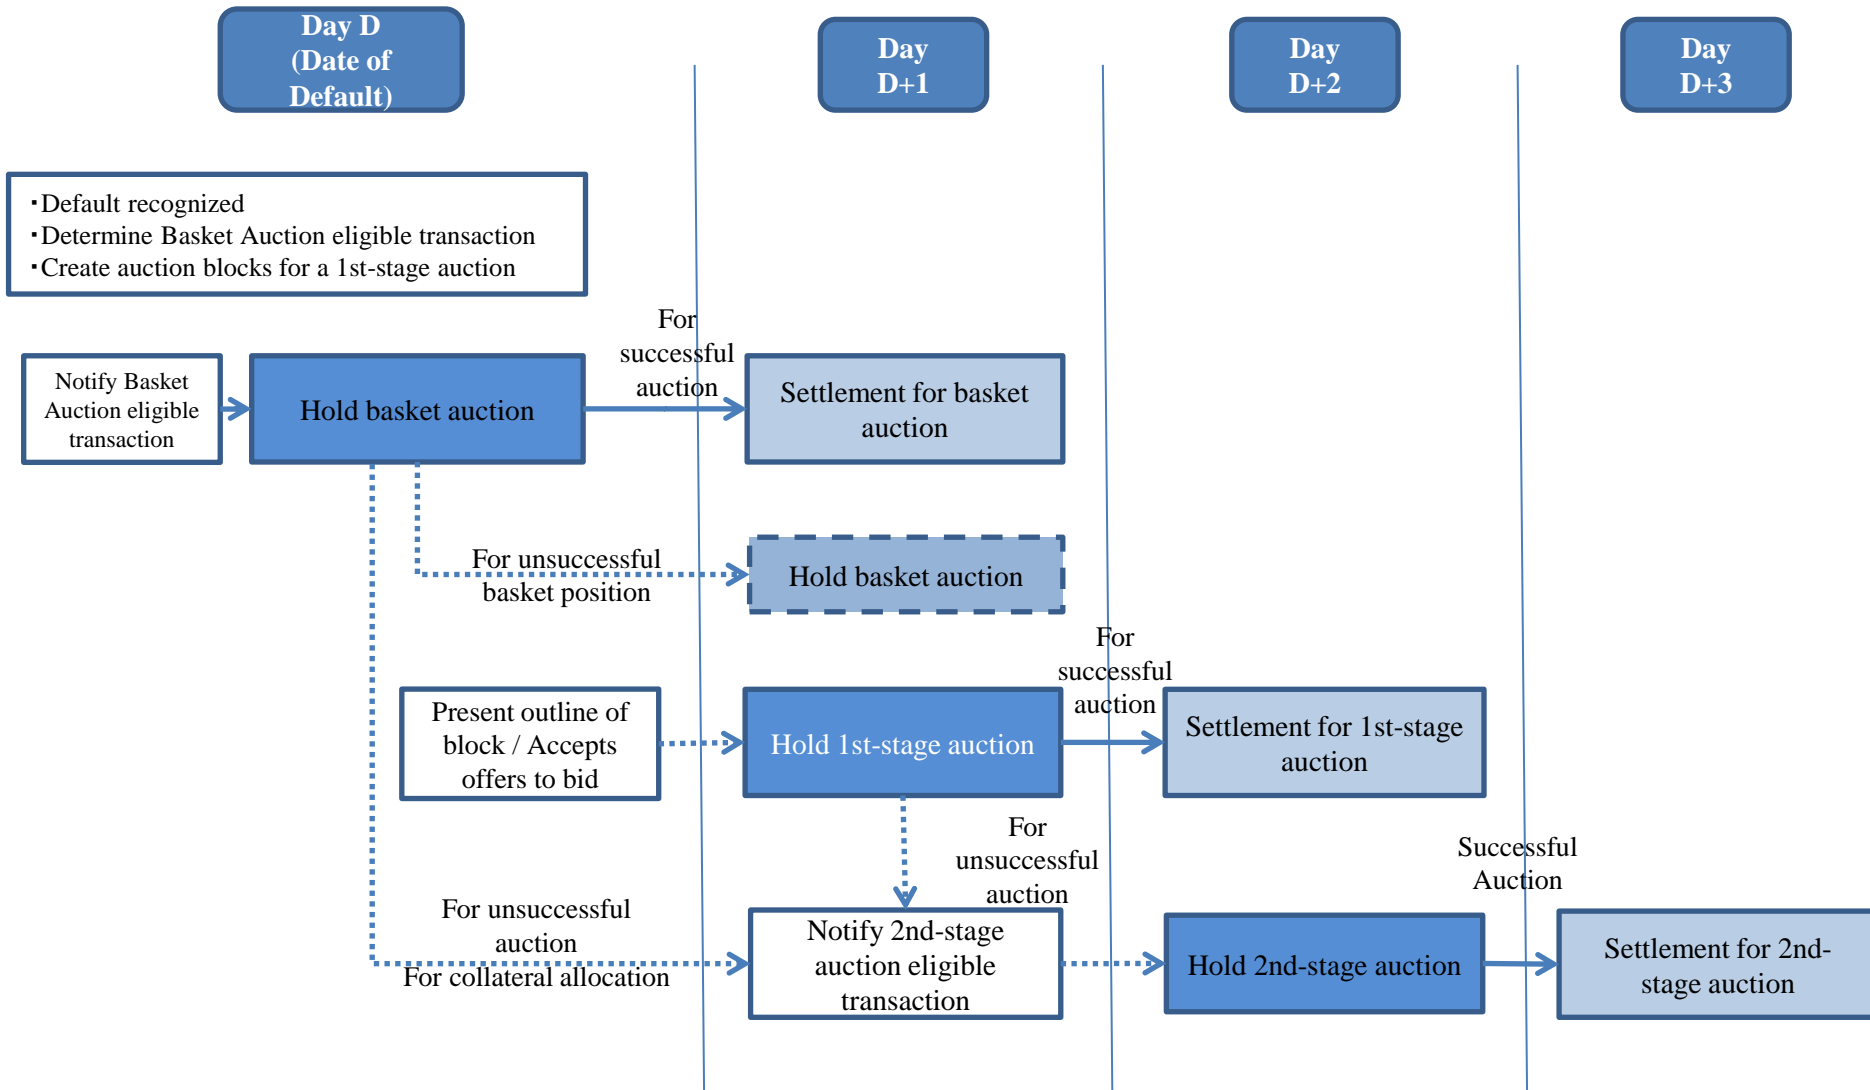 Day D
(Date of
Default)
Day
D+1
Day
D+2
Day
D+3
・Default recognized
・Determine Basket Auction eligible transaction
・Create auction blocks for a 1st-stage auction
For
successful
auction
Notify Basket
Auction eligible
transaction
Hold basket auction
Settlement for basket
auction
For unsuccessful
basket position
Hold basket auction
For
successful
auction
Present outline of
block / Accepts
offers to bid
Hold 1st-stage auction
Settlement for 1st-stage
auction
For
unsuccessful
auction
Successful
Auction
For unsuccessful
auction
For collateral allocation
Notify 2nd-stage
auction eligible
transaction
Hold 2nd-stage auction
Settlement for 2nd-
stage auction